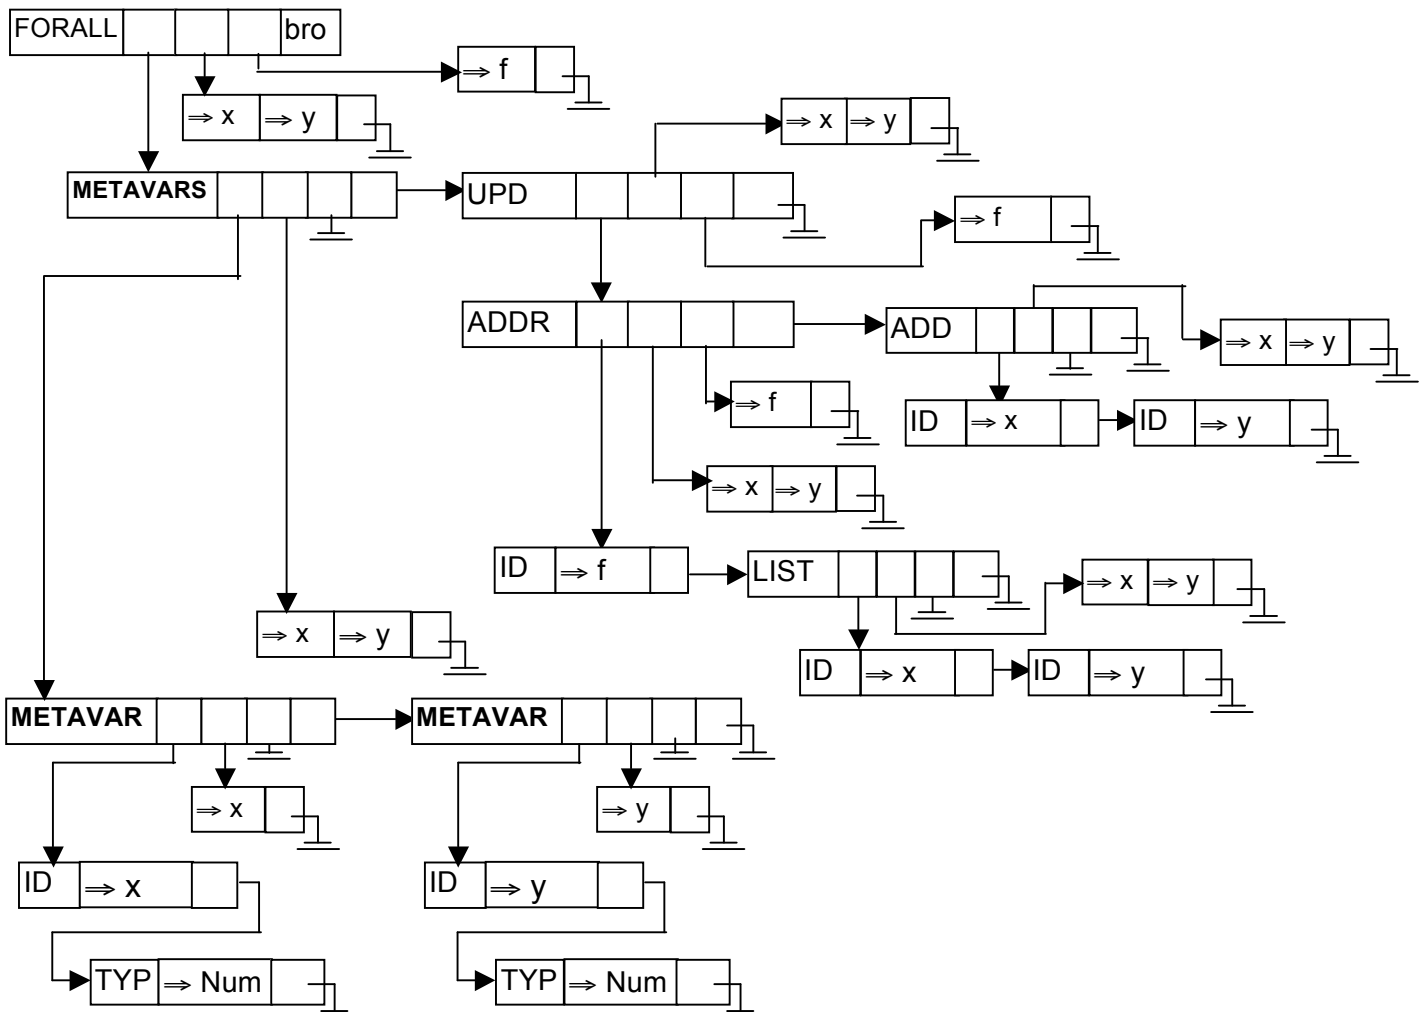 FORALL bro
⇒ f
⇒ x ⇒ y
⇒ x ⇒ y
METAVARS
UPD
⇒ f
ADDR
ADD
⇒ x ⇒ y
⇒ f
ID ⇒ x
ID ⇒ y
⇒ x ⇒ y
ID ⇒ f
LIST
⇒ x ⇒ y
⇒ x ⇒ y
ID ⇒ x
ID ⇒ y
METAVAR
METAVAR
⇒ x
⇒ y
ID ⇒ x
ID ⇒ y
TYP ⇒ Num
TYP ⇒ Num